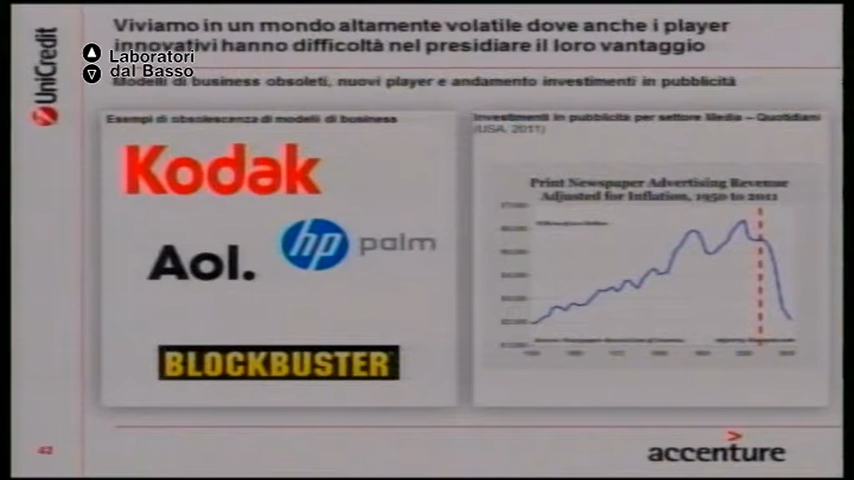 Viviamo in un mondo altamente volatile dove anche i player
innovativi hanno difficoltà nel presidiare il loro vantaggio
Laboratori
dal Basso
Modelli di business obsoleti, nuovi player e andamento investimenti in pubblicità
UniCredit
Esempi di obsolescenza di modelli di business
Kodak
Aol.
hp palm
BLOCKBUSTER
Investimenti in pubblicità per settore Media – Quotidiani
(USA, 2011)
Print Newspaper Advertising Revenue
Adjusted for Inflation, 1950 to 2011
42
accenture